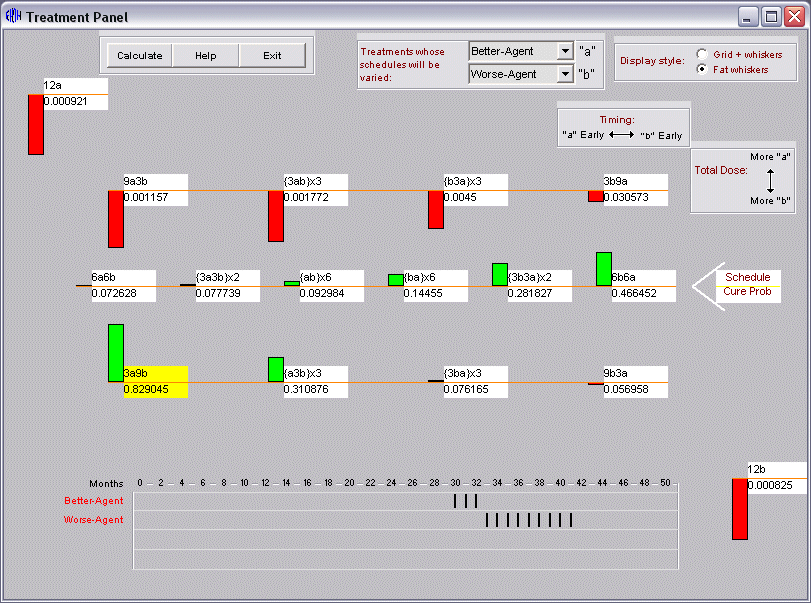 Treatment Panel
Calculate Help Exit
Treatments whose schedules will be varied:
Better-Agent "a"
Worse-Agent "b"
Display style:
Grid + whiskers
Fat whiskers
12a
0.000921
Timing:
"a" Early "b" Early
More "a"
Total Dose:
More "b"
9a3b {3ab}x3 {b3a}x3 3b9a
0.001157 0.001772 0.0045 0.030573
6a6b {3a3b}x2 {ab}x6 {ba}x6 {3b3a}x2 6b6a
0.072628 0.077739 0.092984 0.14455 0.281827 0.466452
Schedule
Cure Prob
3a9b {a3b}x3 {3ba}x3 9b3a
0.829045 0.310876 0.076165 0.056958
12b
0.000825
Months 0 2 4 6 8 10 12 14 16 18 20 22 24 26 28 30 32 34 36 38 40 42 44 46 48 50
Better-Agent
Worse-Agent